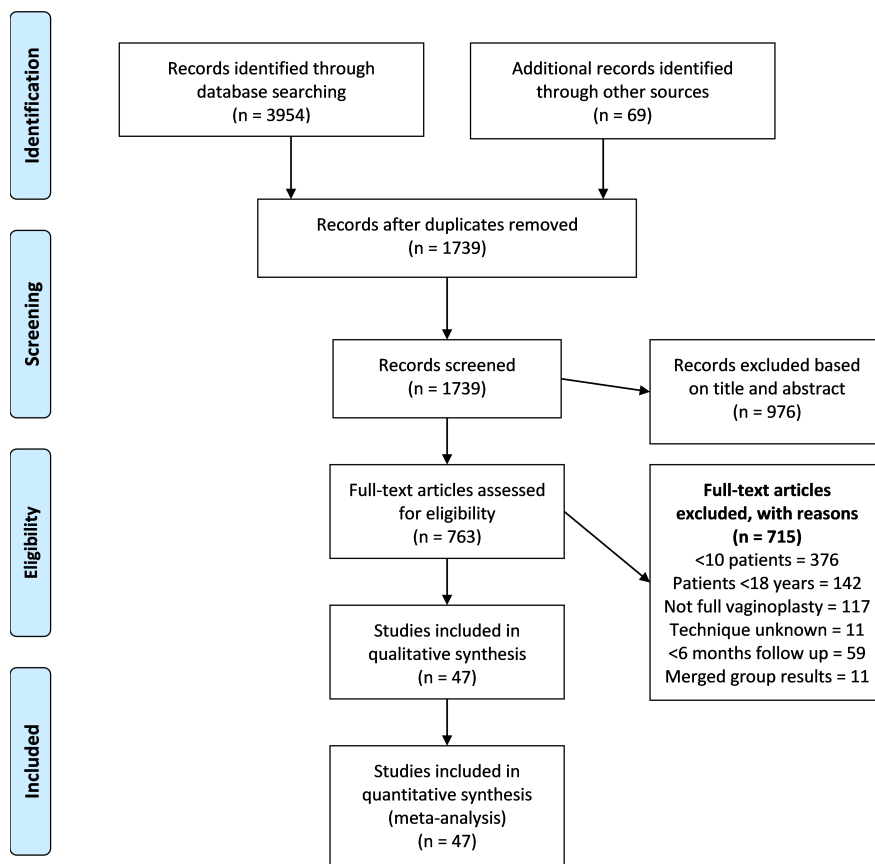 Identification
Records identified through
database searching
(n = 3954)
Additional records identified
through other sources
(n = 69)
Records after duplicates removed
(n = 1739)
Screening
Records screened
(n = 1739)
Records excluded based
on title and abstract
(n = 976)
Eligibility
Full-text articles assessed
for eligibility
(n = 763)
Full-text articles
excluded, with reasons
(n = 715)
<10 patients = 376
Patients <18 years = 142
Not full vaginoplasty = 117
Technique unknown = 11
<6 months follow up = 59
Merged group results = 11
Studies included in
qualitative synthesis
(n = 47)
Included
Studies included in
quantitative synthesis
(meta-analysis)
(n = 47)